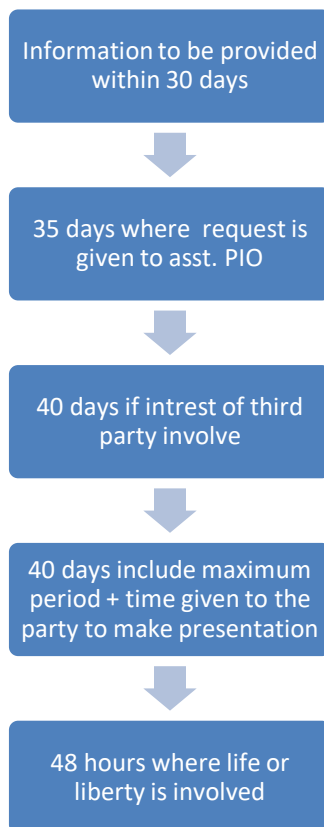 Information to be provided
within 30 days
35 days where request is
given to asst. PIO
40 days if intrest of third
party involve
40 days include maximum
period + time given to the
party to make presentation
48 hours where life or
liberty is involved